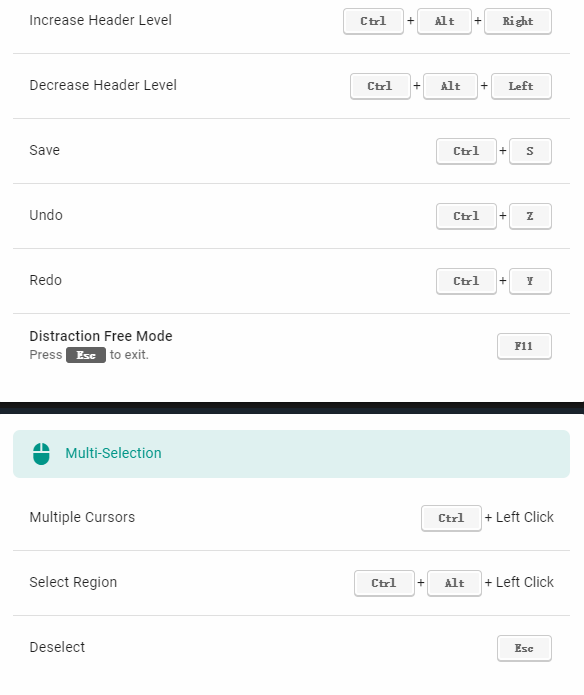 Increase Header Level Ctrl + Alt + Right
Decrease Header Level Ctrl + Alt + Left
Save Ctrl + S
Undo Ctrl + Z
Redo Ctrl + Y
Distraction Free Mode F11
Press Esc to exit.
Multi-Selection
Multiple Cursors Ctrl + Left Click
Select Region Ctrl + Alt + Left Click
Deselect Esc